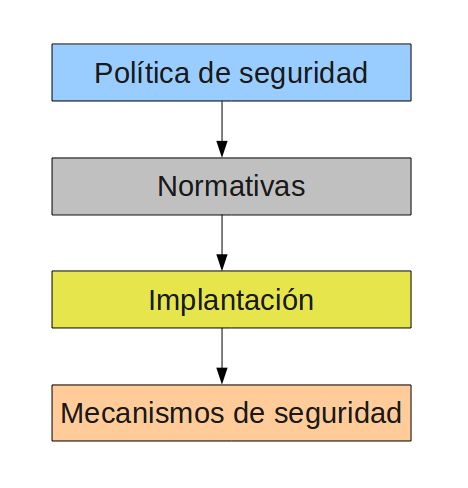 Política de seguridad
Normativas
Implantación
Mecanismos de seguridad